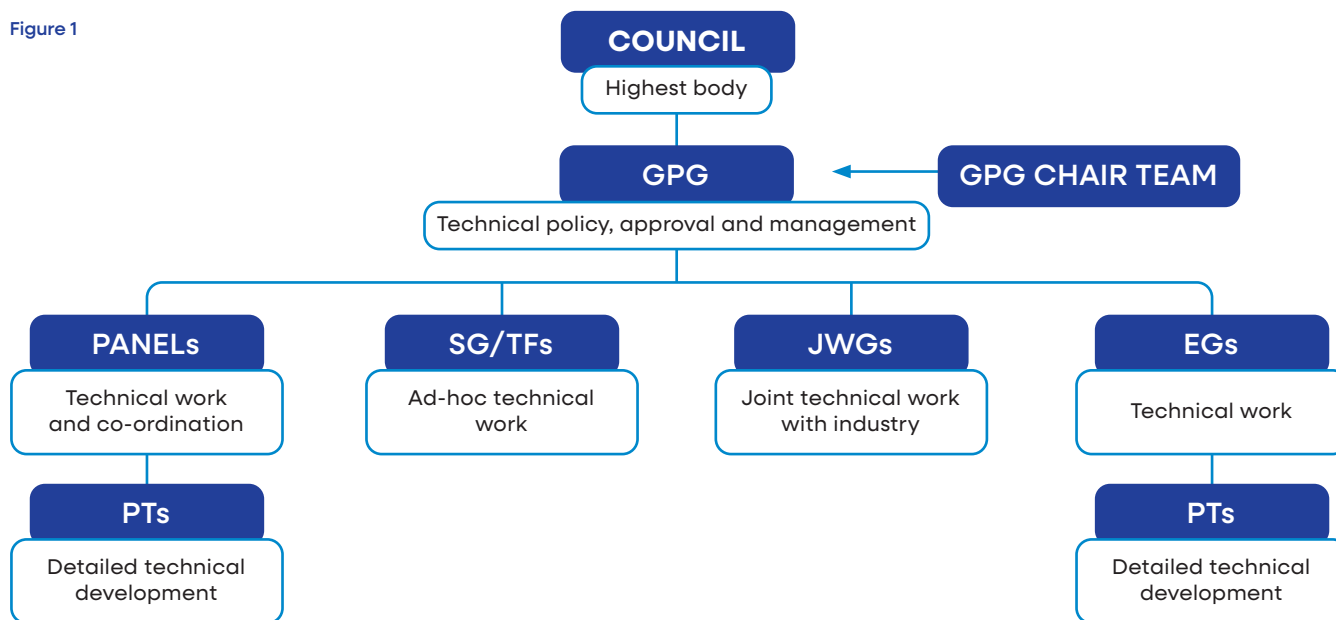 Figure 1
COUNCIL
Highest body
GPG
GPG CHAIR TEAM
Technical policy, approval and management
PANELs
Technical work
and co-ordination
SG/TFs
Ad-hoc technical
work
JWGs
Joint technical work
with industry
EGs
Technical work
PTs
Detailed technical
development
PTs
Detailed technical
development